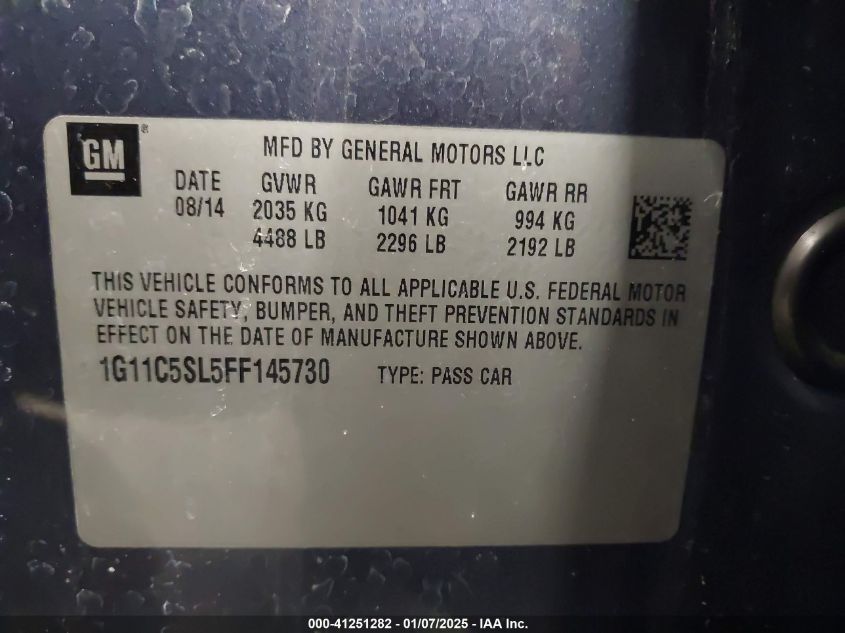 GM®
MFD BY GENERAL MOTORS LLC
DATE GVWR GAWR FRT GAWR RR
08/14 2035 KG 1041 KG 994 KG
4488 LB 2296 LB 2192 LB
THIS VEHICLE CONFORMS TO ALL APPLICABLE U.S. FEDERAL MOTOR
VEHICLE SAFETY, BUMPER, AND THEFT PREVENTION STANDARDS IN
EFFECT ON THE DATE OF MANUFACTURE SHOWN ABOVE.
1G11C5SL5FF145730 TYPE: PASS CAR
000-41251282 - 01/07/2025 - IAA Inc.